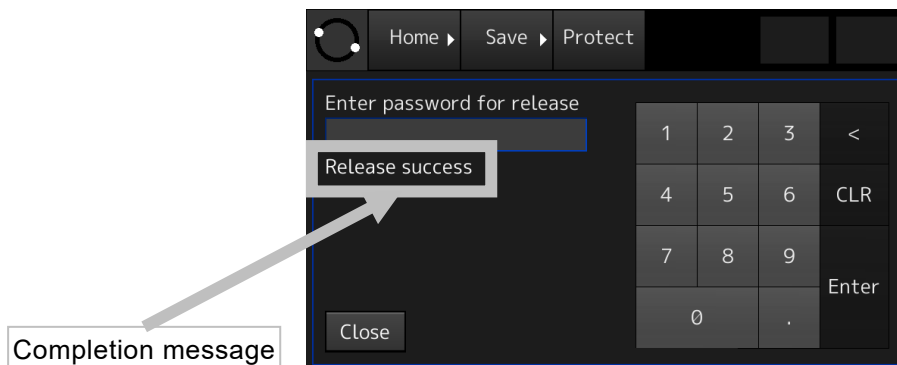 Home Save Protect
Enter password for release
Release success
1 2 3 <
4 5 6 CLR
7 8 9
Enter
0 .
Close
Completion message